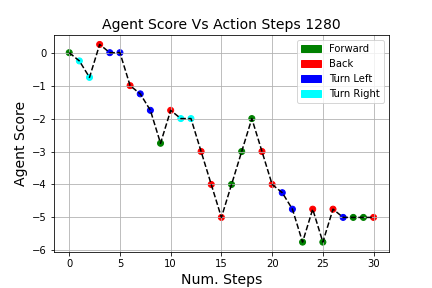 Agent Score Vs Action Steps 1280
Forward
Back
Turn Left
Turn Right
Agent Score
0
−1
−2
−3
−4
−5
−6
0 5 10 15 20 25 30
Num. Steps